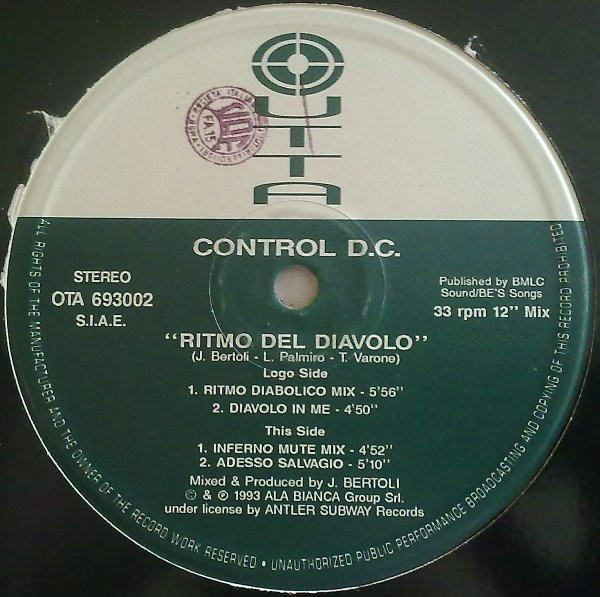 OUTTA
CONTROL D.C.
STEREO
OTA 693002
S.I.A.E.
Published by BMLC
Sound/BE'S Songs
33 rpm 12" Mix
"RITMO DEL DIAVOLO"
(J. Bertoli - L. Palmiro - T. Varone)
Logo Side
1. RITMO DIABOLICO MIX - 5'56"
2. DIAVOLO IN ME - 4'50"
This Side
1. INFERNO MUTE MIX - 4'52"
2. ADESSO SALVAGIO - 5'10"
Mixed & Produced by J. BERTOLI
© & ℗ 1993 ALA BIANCA Group Srl.
under license by ANTLER SUBWAY Records
ALL RIGHTS OF THE MANUFACTURER AND THE OWNER OF THE RECORD WORK RESERVED • UNAUTHORIZED PUBLIC PERFORMANCE BROADCASTING AND COPYING OF THIS RECORD PROHIBITED
ITALIA
FA 15
ROMA